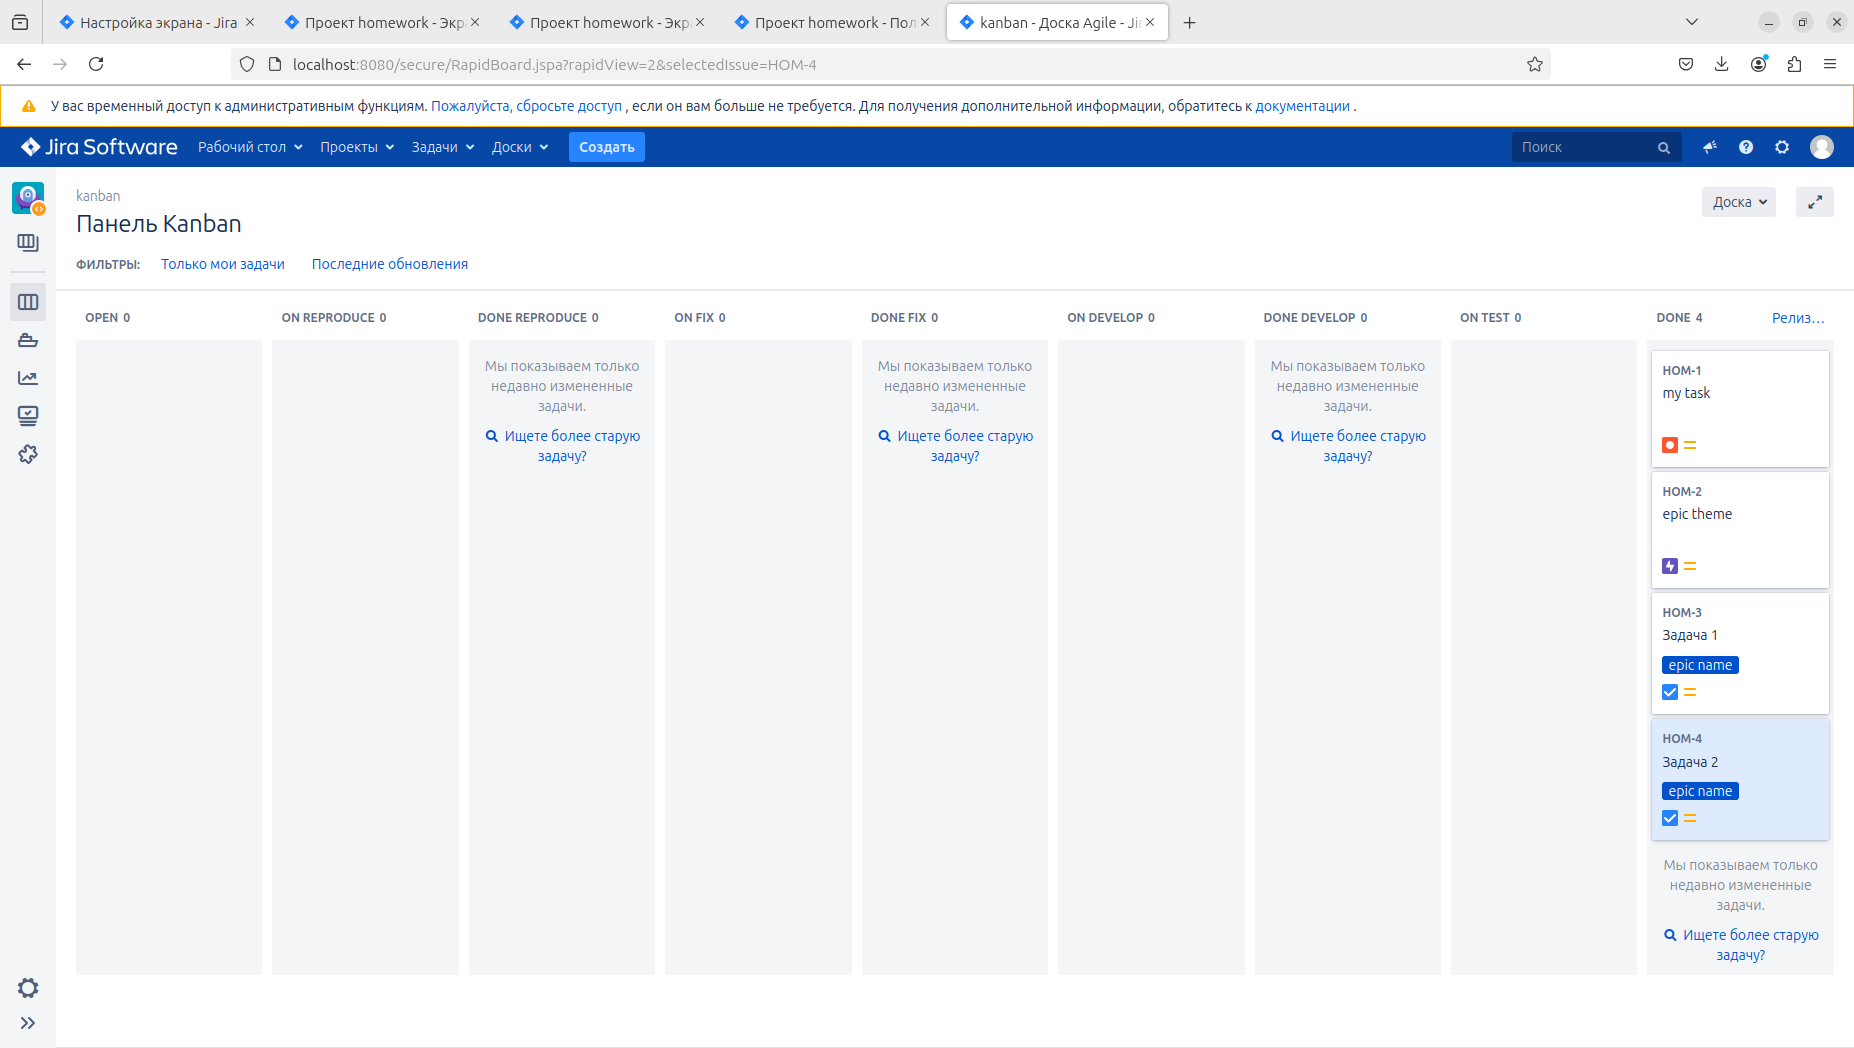 Настройка экрана - Jira
Проект homework - Экр
Проект homework - Экр
Проект homework - Пол
kanban - Доска Agile - Jir
localhost:8080/secure/RapidBoard.jspa?rapidView=2&selectedIssue=HOM-4
У вас временный доступ к административным функциям. Пожалуйста, сбросьте доступ , если он вам больше не требуется. Для получения дополнительной информации, обратитесь к документации .
Jira Software Рабочий стол Проекты Задачи Доски Создать Поиск
kanban
Панель Kanban
Доска
ФИЛЬТРЫ: Только мои задачи Последние обновления
OPEN 0 ON REPRODUCE 0 DONE REPRODUCE 0 ON FIX 0 DONE FIX 0 ON DEVELOP 0 DONE DEVELOP 0 ON TEST 0 DONE 4 Релиз...
Мы показываем только
недавно измененные
задачи.
Ищете более старую
задачу?
Мы показываем только
недавно измененные
задачи.
Ищете более старую
задачу?
Мы показываем только
недавно измененные
задачи.
Ищете более старую
задачу?
HOM-1
my task
HOM-2
epic theme
HOM-3
Задача 1
epic name
HOM-4
Задача 2
epic name
Мы показываем только
недавно измененные
задачи.
Ищете более старую
задачу?